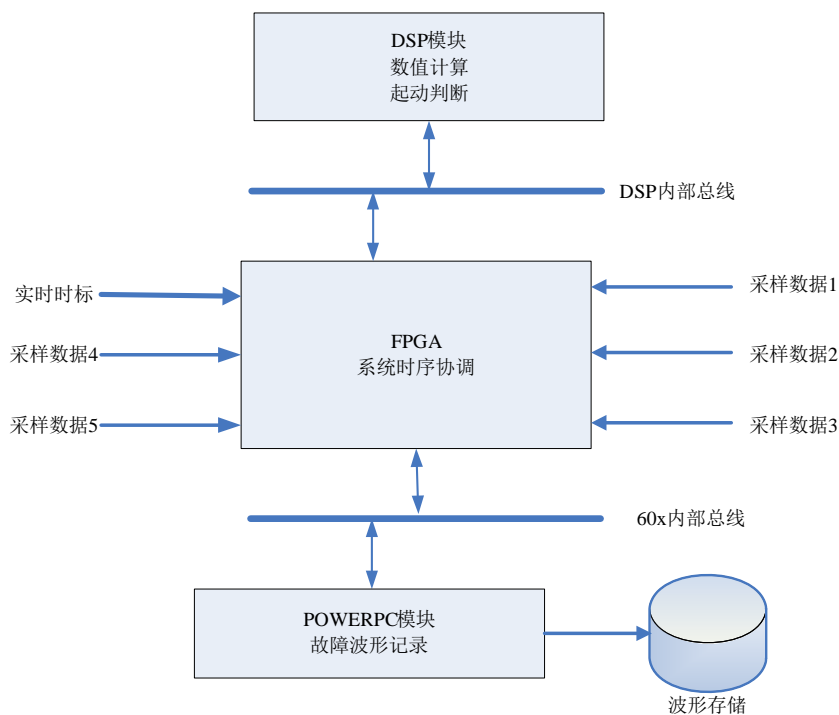 DSP模块
数值计算
起动判断
DSP内部总线
实时时标
采样数据1
采样数据4
FPGA
系统时序协调
采样数据2
采样数据5
采样数据3
60x内部总线
POWERPC模块
故障波形记录
波形存储